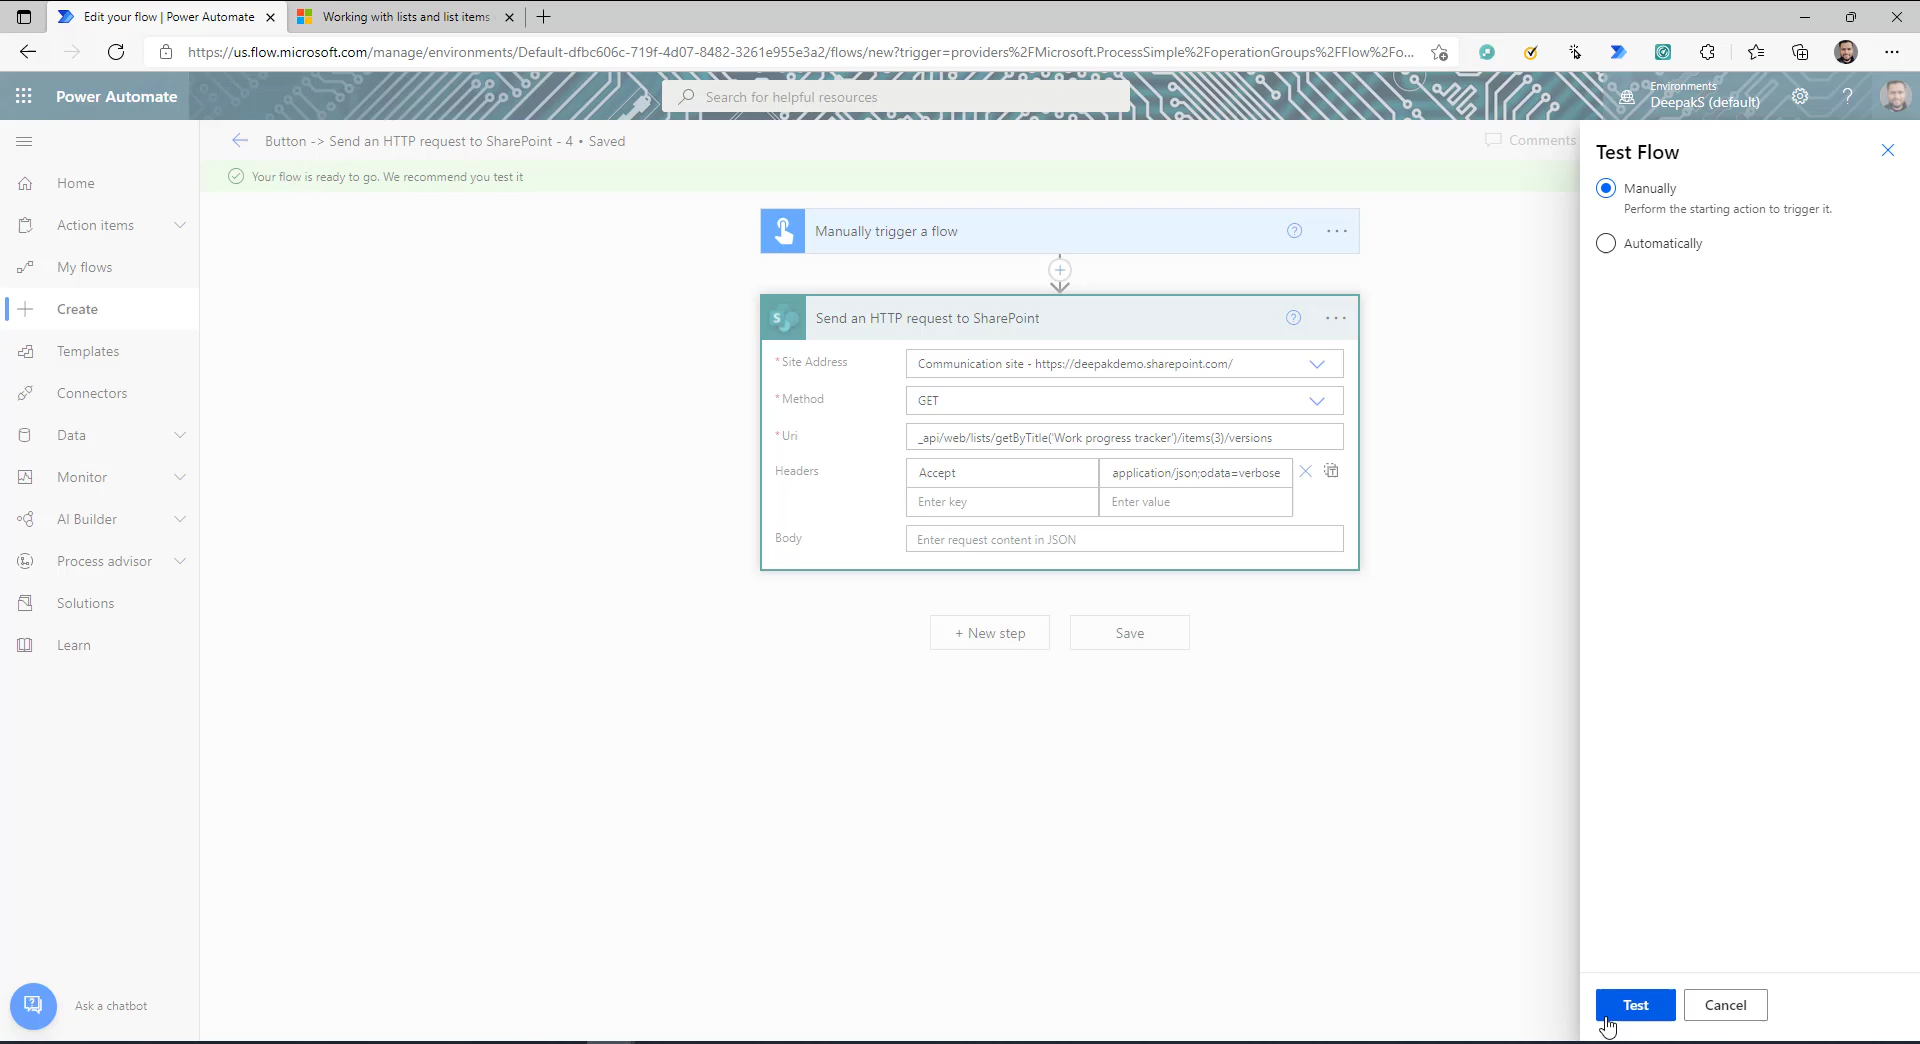 Edit your flow | Power Automate
Working with lists and list items
https://us.flow.microsoft.com/manage/environments/Default-dfbc606c-719f-4d07-8482-3261e955e3a2/flows/new?trigger=providers%2FMicrosoft.ProcessSimple%2FoperationGroups%2FFlow%2Fo...
Power Automate
Search for helpful resources
Environments
DeepakS (default)
Button -> Send an HTTP request to SharePoint - 4 • Saved
Comments
Your flow is ready to go. We recommend you test it
Home
Action items
My flows
Create
Templates
Connectors
Data
Monitor
AI Builder
Process advisor
Solutions
Learn
Ask a chatbot
Manually trigger a flow
Send an HTTP request to SharePoint
* Site Address
Communication site - https://deepakdemo.sharepoint.com/
* Method
GET
* Uri
_api/web/lists/getByTitle('Work progress tracker')/items(3)/versions
Headers
Accept
application/json;odata=verbose
Enter key
Enter value
Body
Enter request content in JSON
+ New step
Save
Test Flow
Manually
Perform the starting action to trigger it.
Automatically
Test
Cancel